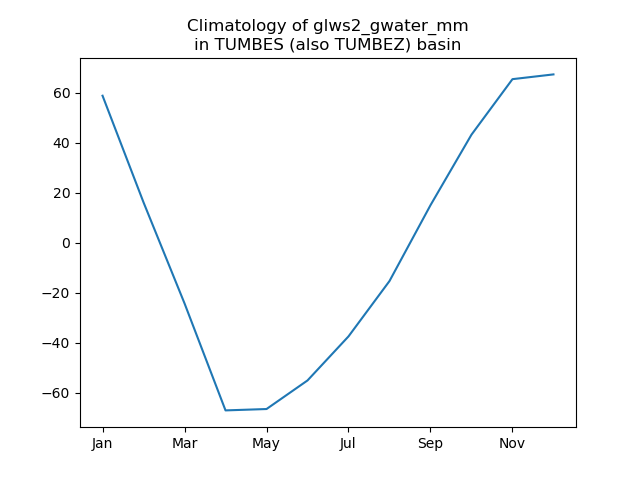 Climatology of glws2_gwater_mm
in TUMBES (also TUMBEZ) basin
60
40
20
0
−20
−40
−60
Jan Mar May Jul Sep Nov